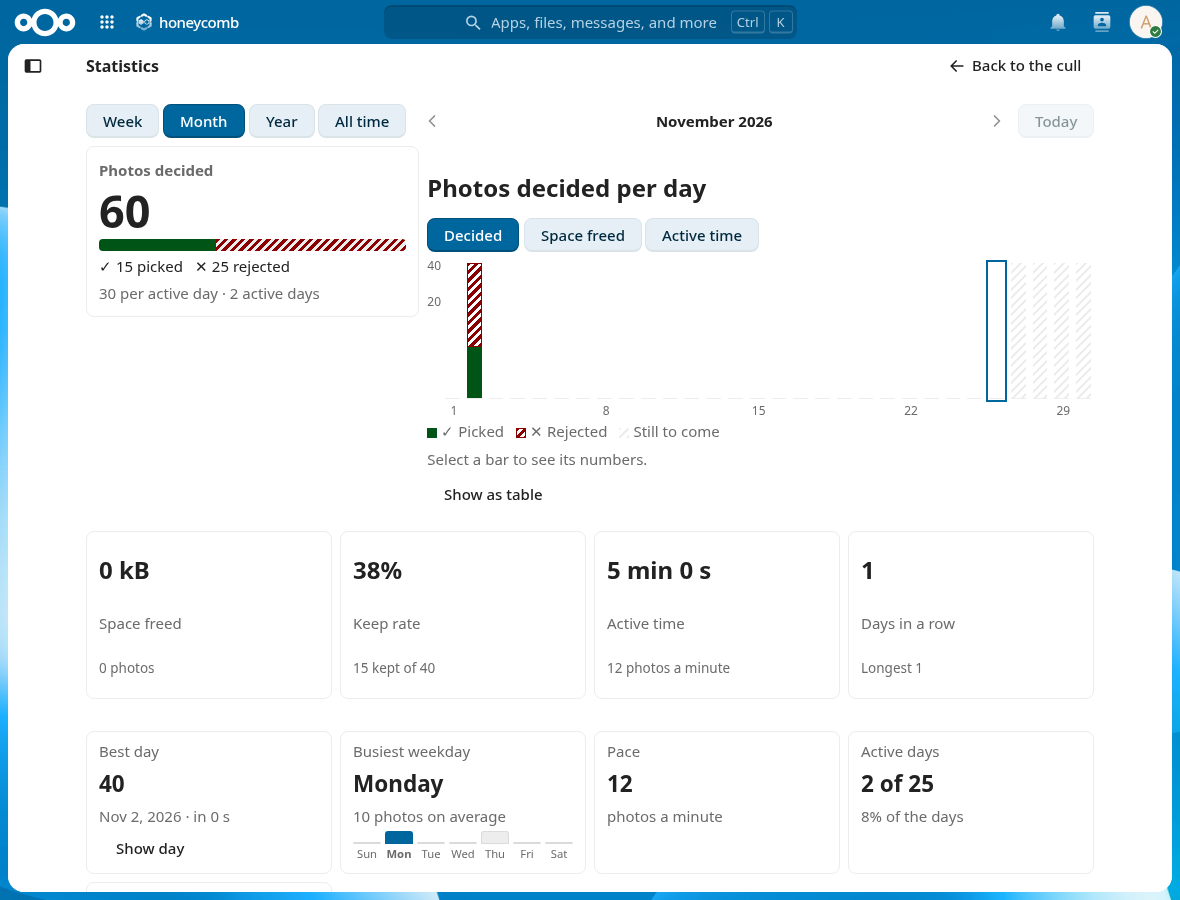 honeycomb
Apps, files, messages, and more Ctrl K
A
Statistics
Back to the cull
Week Month Year All time
November 2026
Today
Photos decided
60
✓ 15 picked ✕ 25 rejected
30 per active day · 2 active days
Photos decided per day
Decided Space freed Active time
40
20
1 8 15 22 29
✓ Picked ✕ Rejected Still to come
Select a bar to see its numbers.
Show as table
0 kB
Space freed
0 photos
38%
Keep rate
15 kept of 40
5 min 0 s
Active time
12 photos a minute
1
Days in a row
Longest 1
Best day
40
Nov 2, 2026 · in 0 s
Show day
Busiest weekday
Monday
10 photos on average
Sun Mon Tue Wed Thu Fri Sat
Pace
12
photos a minute
Active days
2 of 25
8% of the days